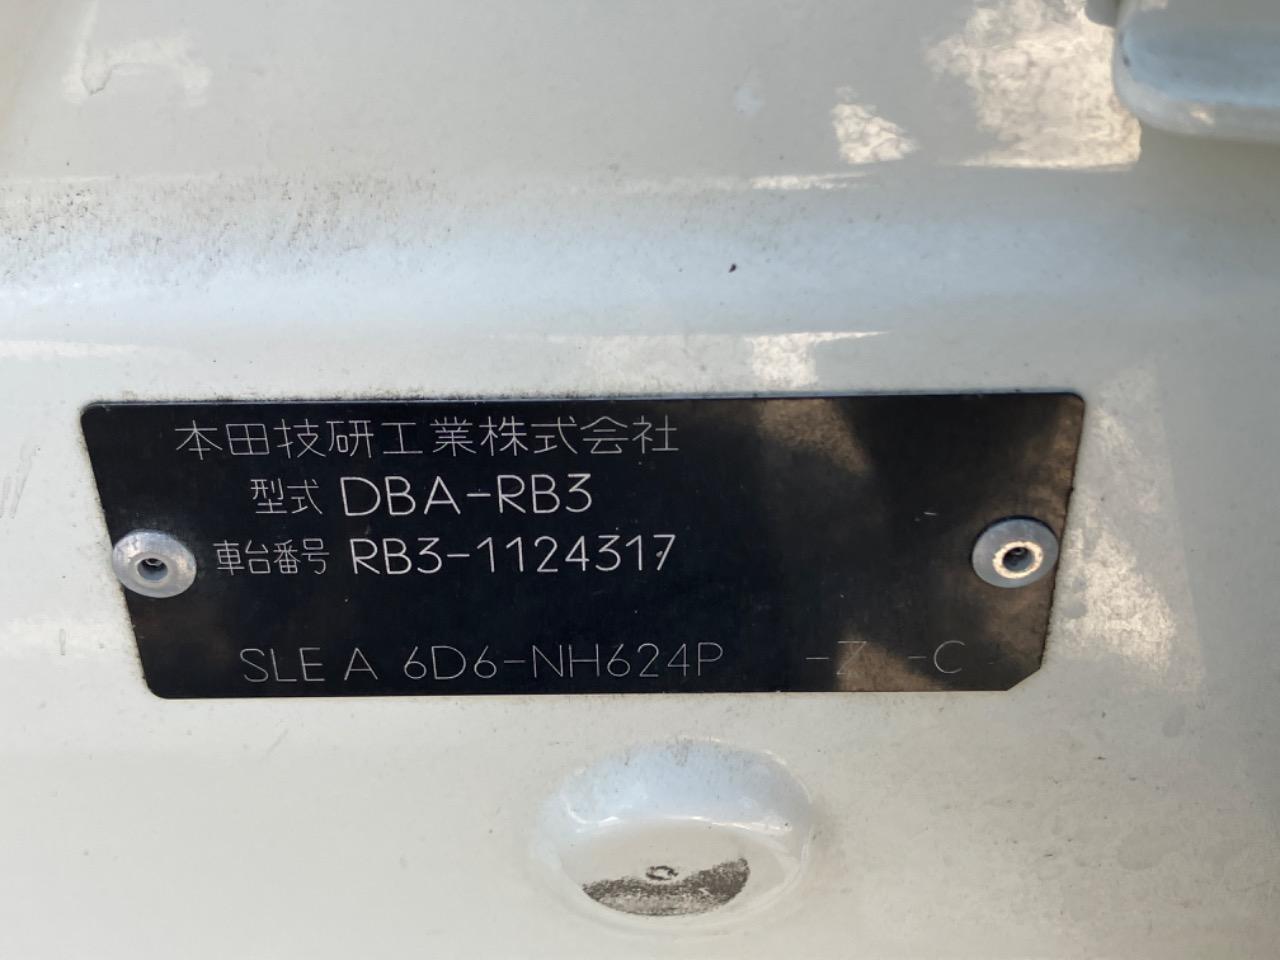 本田技研工業株式会社
型式 DBA-RB3
車台番号 RB3-1124317
SLE A 6D6-NH624P -Z -C